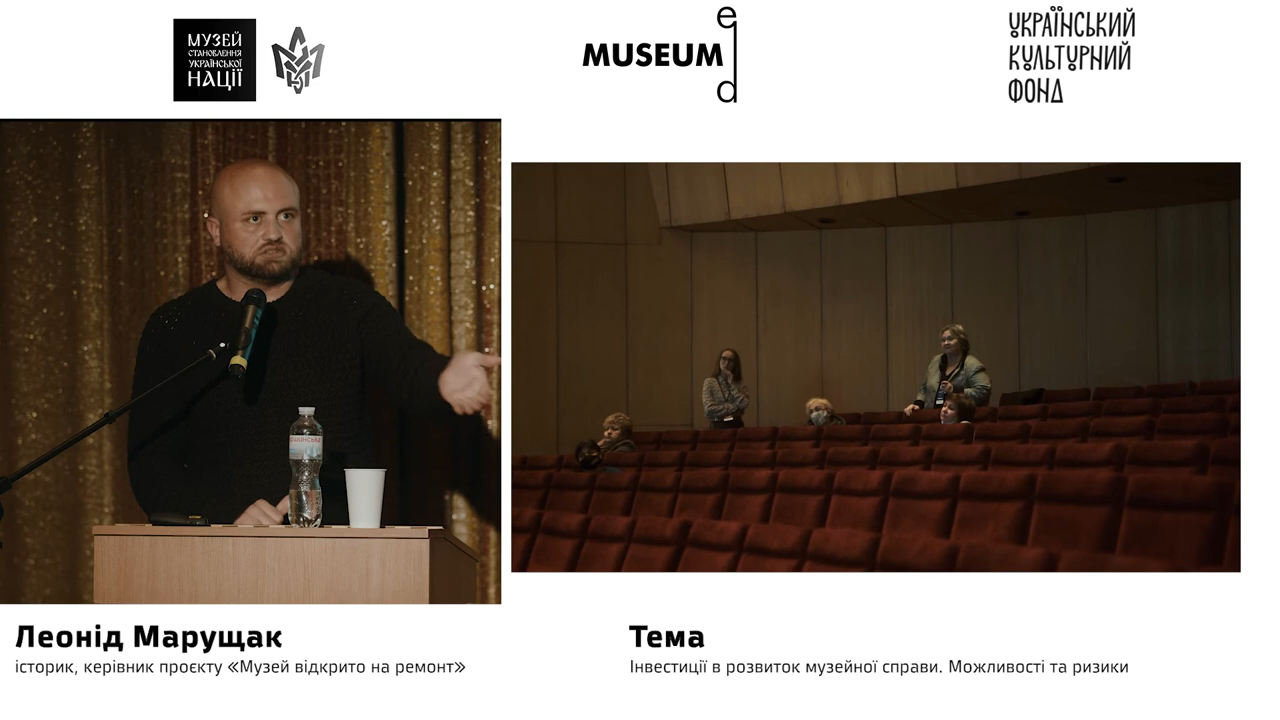 МУЗЕЙ
СТАНОВЛЕННЯ
УКРАЇНСЬКОЇ
НАЦІЇ
MUSEUM ed
УКРАЇНСЬКИЙ
КУЛЬТУРНИЙ
ФОНД
Леонід Марущак
історик, керівник проєкту «Музей відкрито на ремонт»
Тема
Інвестиції в розвиток музейної справи. Можливості та ризики